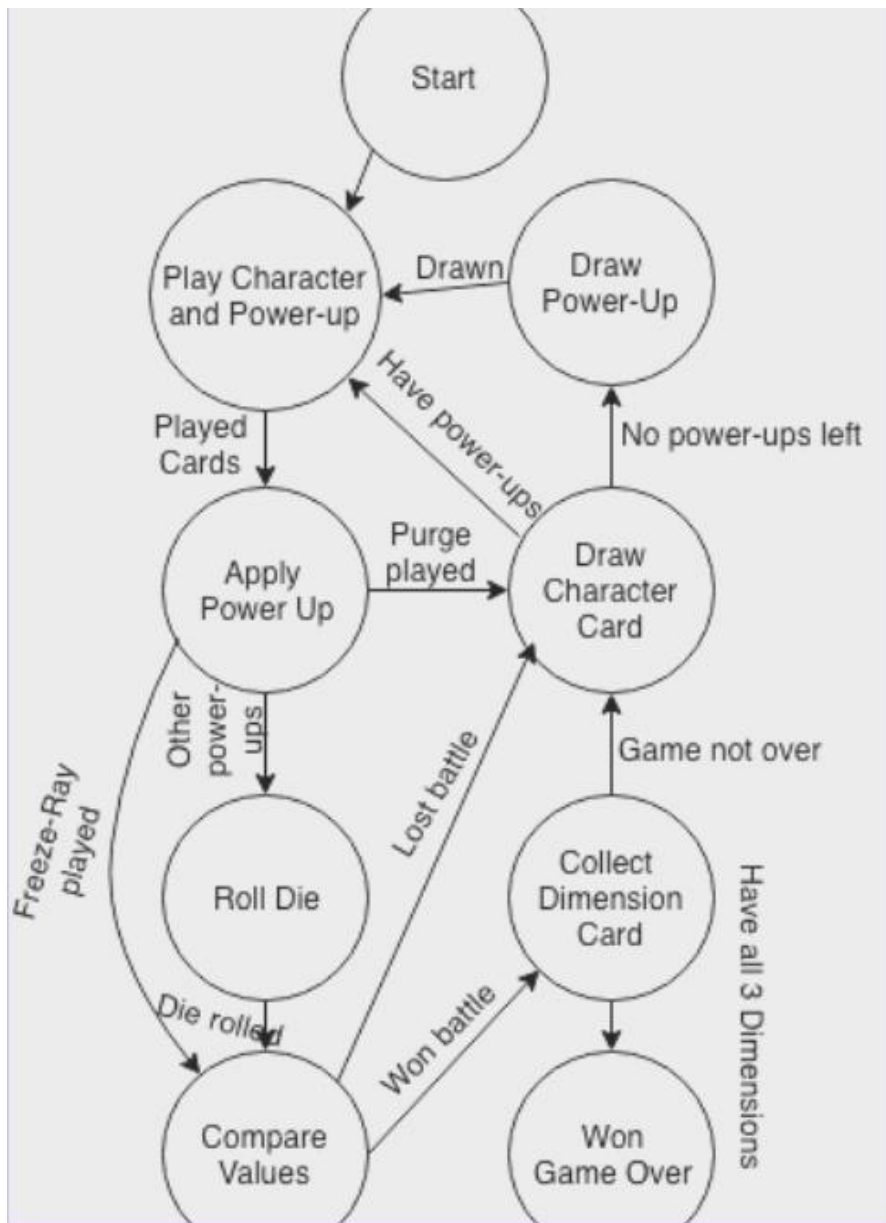 Start
Play Character
and Power-up
Drawn
Draw
Power-Up
Have power-ups
No power-ups left
Played
Cards
Apply
Power Up
Purge
played
Draw
Character
Card
Other
power-
ups
Freeze-Ray
played
Lost battle
Game not over
Roll Die
Collect
Dimension
Card
Have all 3 Dimensions
Die rolled
Won battle
Compare
Values
Won
Game Over